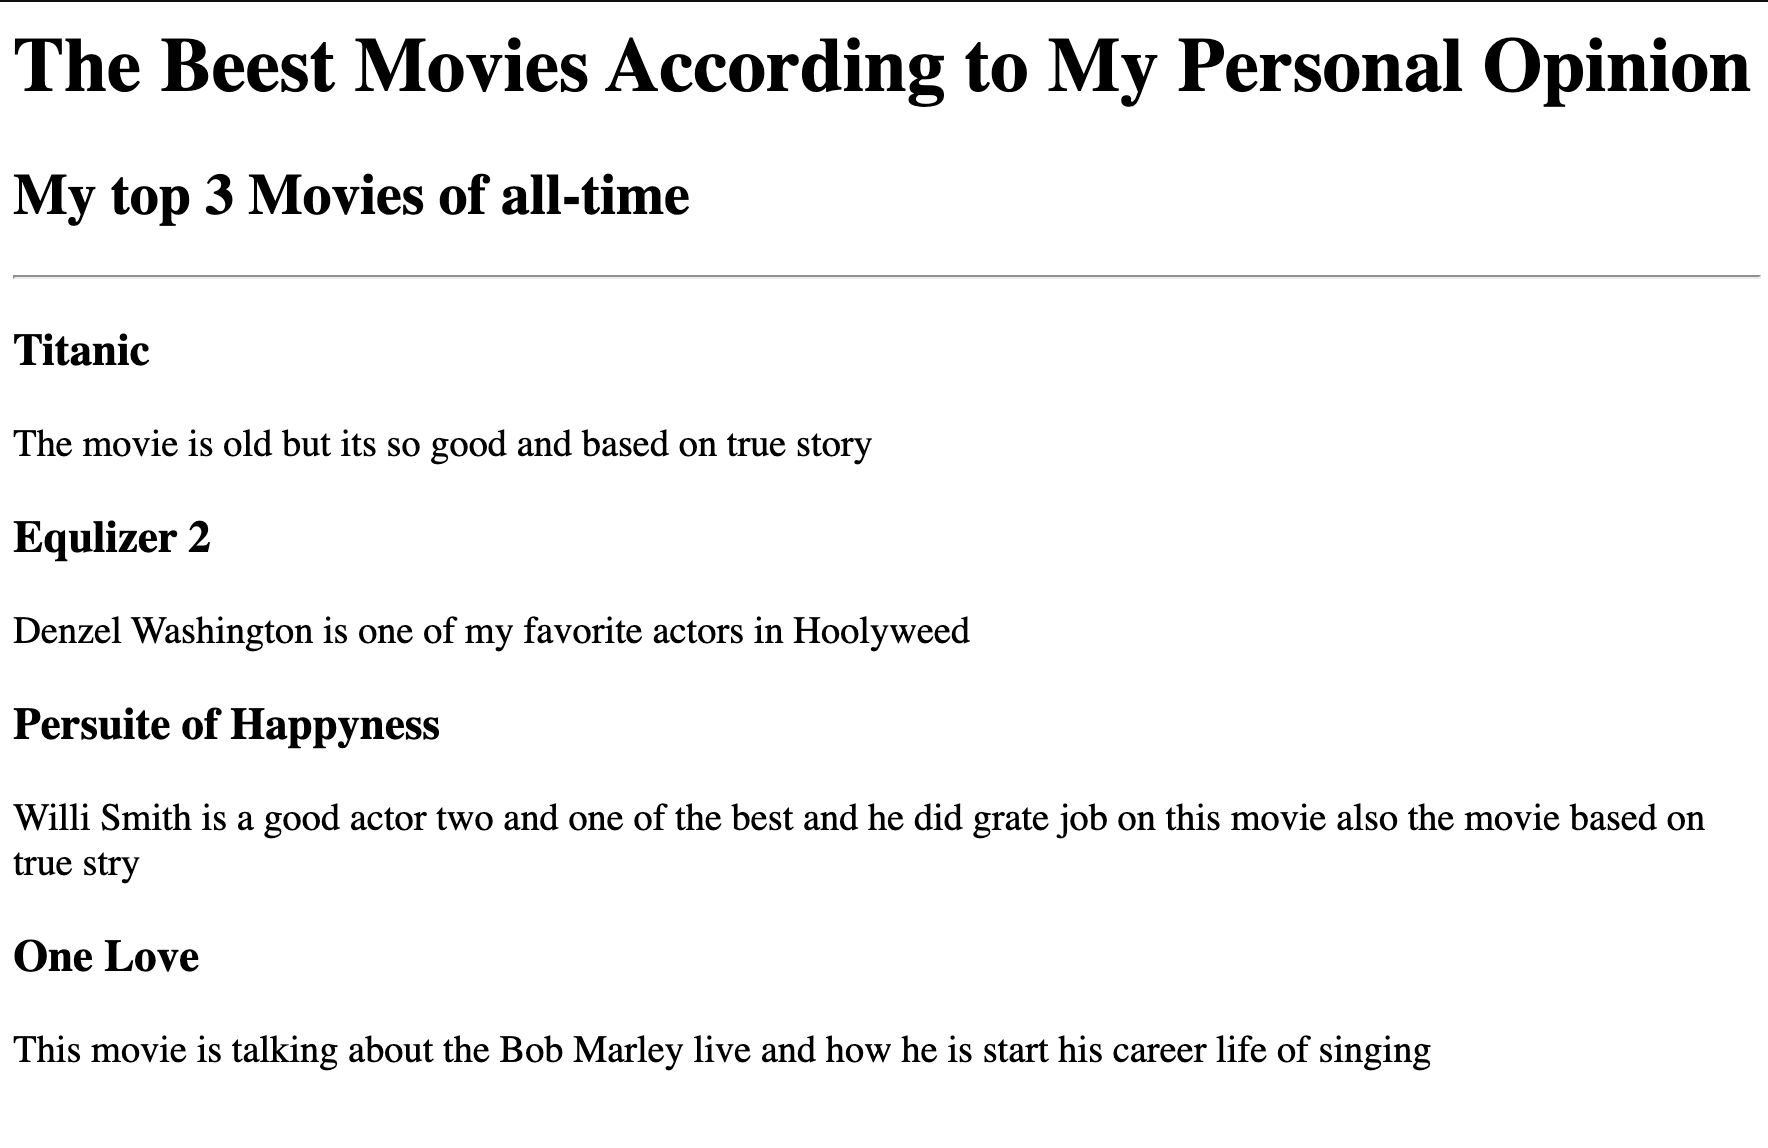 The Beest Movies According to My Personal Opinion
My top 3 Movies of all-time
Titanic
The movie is old but its so good and based on true story
Equlizer 2
Denzel Washington is one of my favorite actors in Hoolyweed
Persuite of Happyness
Willi Smith is a good actor two and one of the best and he did grate job on this movie also the movie based on
true stry
One Love
This movie is talking about the Bob Marley live and how he is start his career life of singing